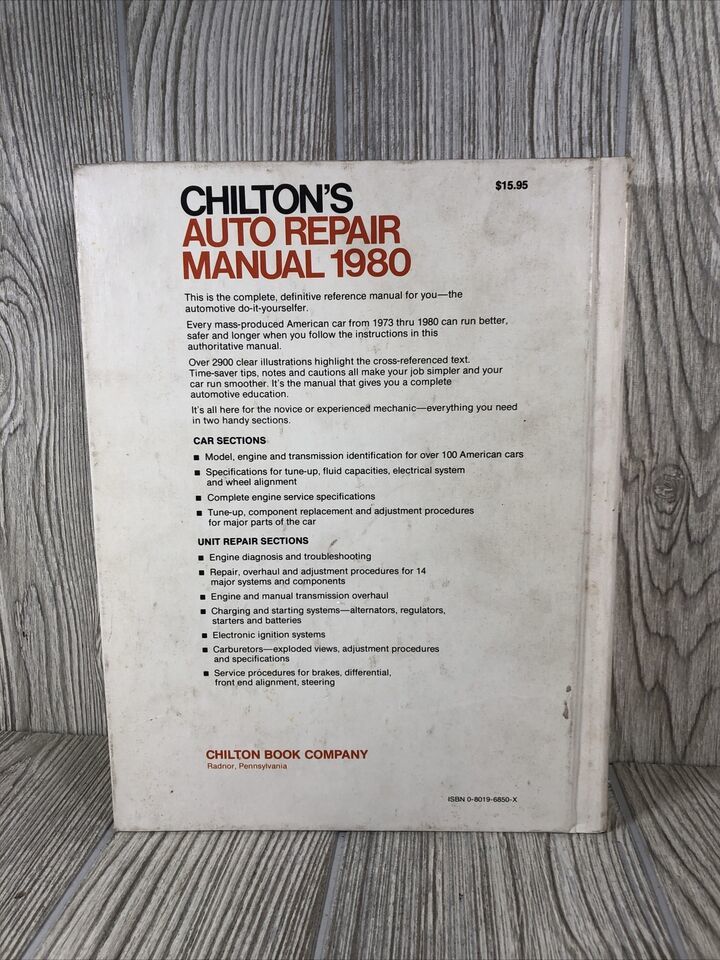 CHILTON'S
$15.95
AUTO REPAIR
MANUAL 1980
This is the complete, definitive reference manual for you—the
automotive do-it-yourselfer.
Every mass-produced American car from 1973 thru 1980 can run better,
safer and longer when you follow the instructions in this
authoritative manual.
Over 2900 clear illustrations highlight the cross-referenced text.
Time-saver tips, notes and cautions all make your job simpler and your
car run smoother. It's the manual that gives you a complete
automotive education.
It's all here for the novice or experienced mechanic—everything you need
in two handy sections.
CAR SECTIONS
■ Model, engine and transmission identification for over 100 American cars
■ Specifications for tune-up, fluid capacities, electrical system
and wheel alignment
■ Complete engine service specifications
■ Tune-up, component replacement and adjustment procedures
for major parts of the car
UNIT REPAIR SECTIONS
■ Engine diagnosis and troubleshooting
■ Repair, overhaul and adjustment procedures for 14
major systems and components
■ Engine and manual transmission overhaul
■ Charging and starting systems—alternators, regulators,
starters and batteries
■ Electronic ignition systems
■ Carburetors—exploded views, adjustment procedures
and specifications
■ Service procedures for brakes, differential,
front end alignment, steering
CHILTON BOOK COMPANY
Radnor, Pennsylvania
ISBN 0-8019-6850-X